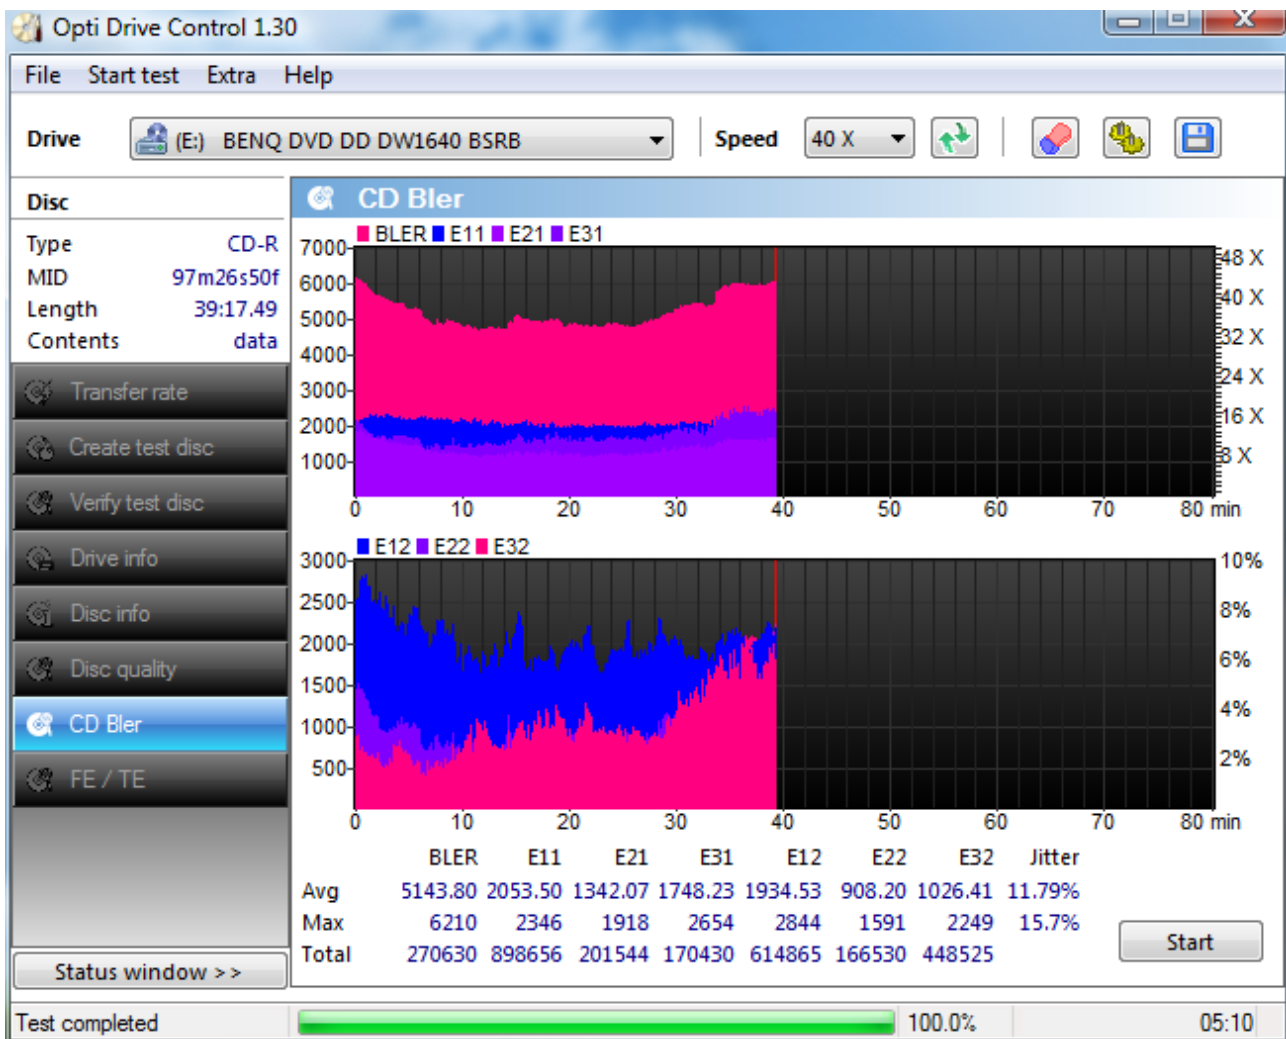 Opti Drive Control 1.30
File Start test Extra Help
Drive (E:) BENQ DVD DD DW1640 BSRB Speed 40 X
Disc
Type CD-R
MID 97m26s50f
Length 39:17.49
Contents data
Transfer rate
Create test disc
Verify test disc
Drive info
Disc info
Disc quality
CD Bler
FE / TE
Status window >>
CD Bler
BLER E11 E21 E31
7000
6000
5000
4000
3000
2000
1000
48 X
40 X
32 X
24 X
16 X
8 X
0 10 20 30 40 50 60 70 80 min
E12 E22 E32
3000
2500
2000
1500
1000
500
10%
8%
6%
4%
2%
0 10 20 30 40 50 60 70 80 min
BLER E11 E21 E31 E12 E22 E32 Jitter
Avg 5143.80 2053.50 1342.07 1748.23 1934.53 908.20 1026.41 11.79%
Max 6210 2346 1918 2654 2844 1591 2249 15.7%
Total 270630 898656 201544 170430 614865 166530 448525
Start
Test completed 100.0% 05:10